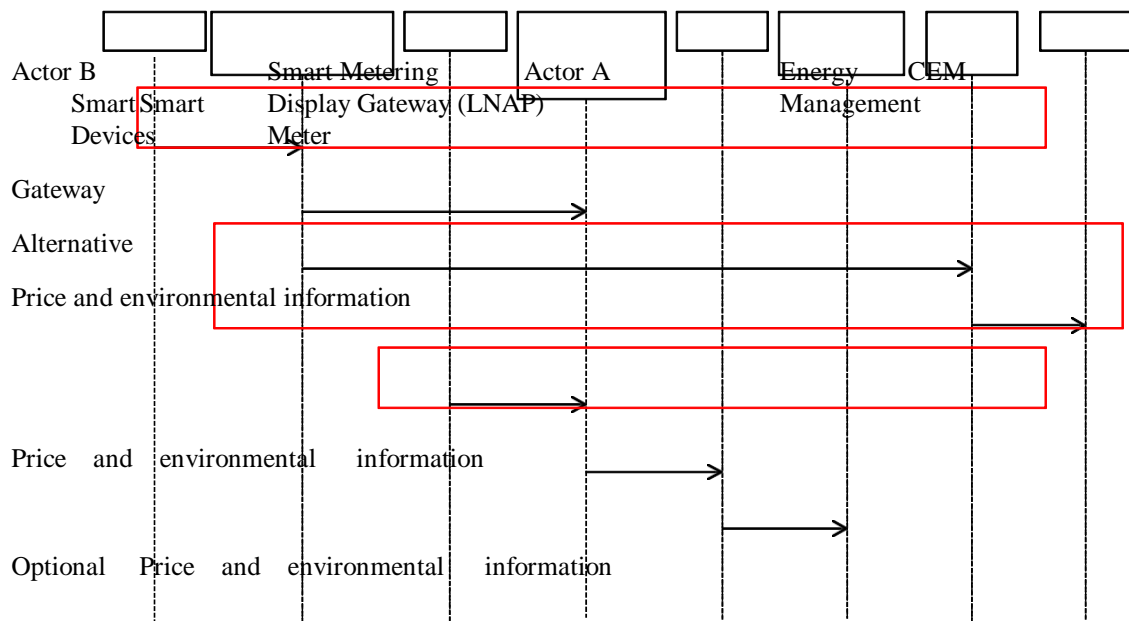 Actor B Smart Metering Actor A Energy CEM
Smart Smart Display Gateway (LNAP) Management
Devices Meter
Gateway
Alternative
Price and environmental information
Price and environmental information
Optional Price and environmental information